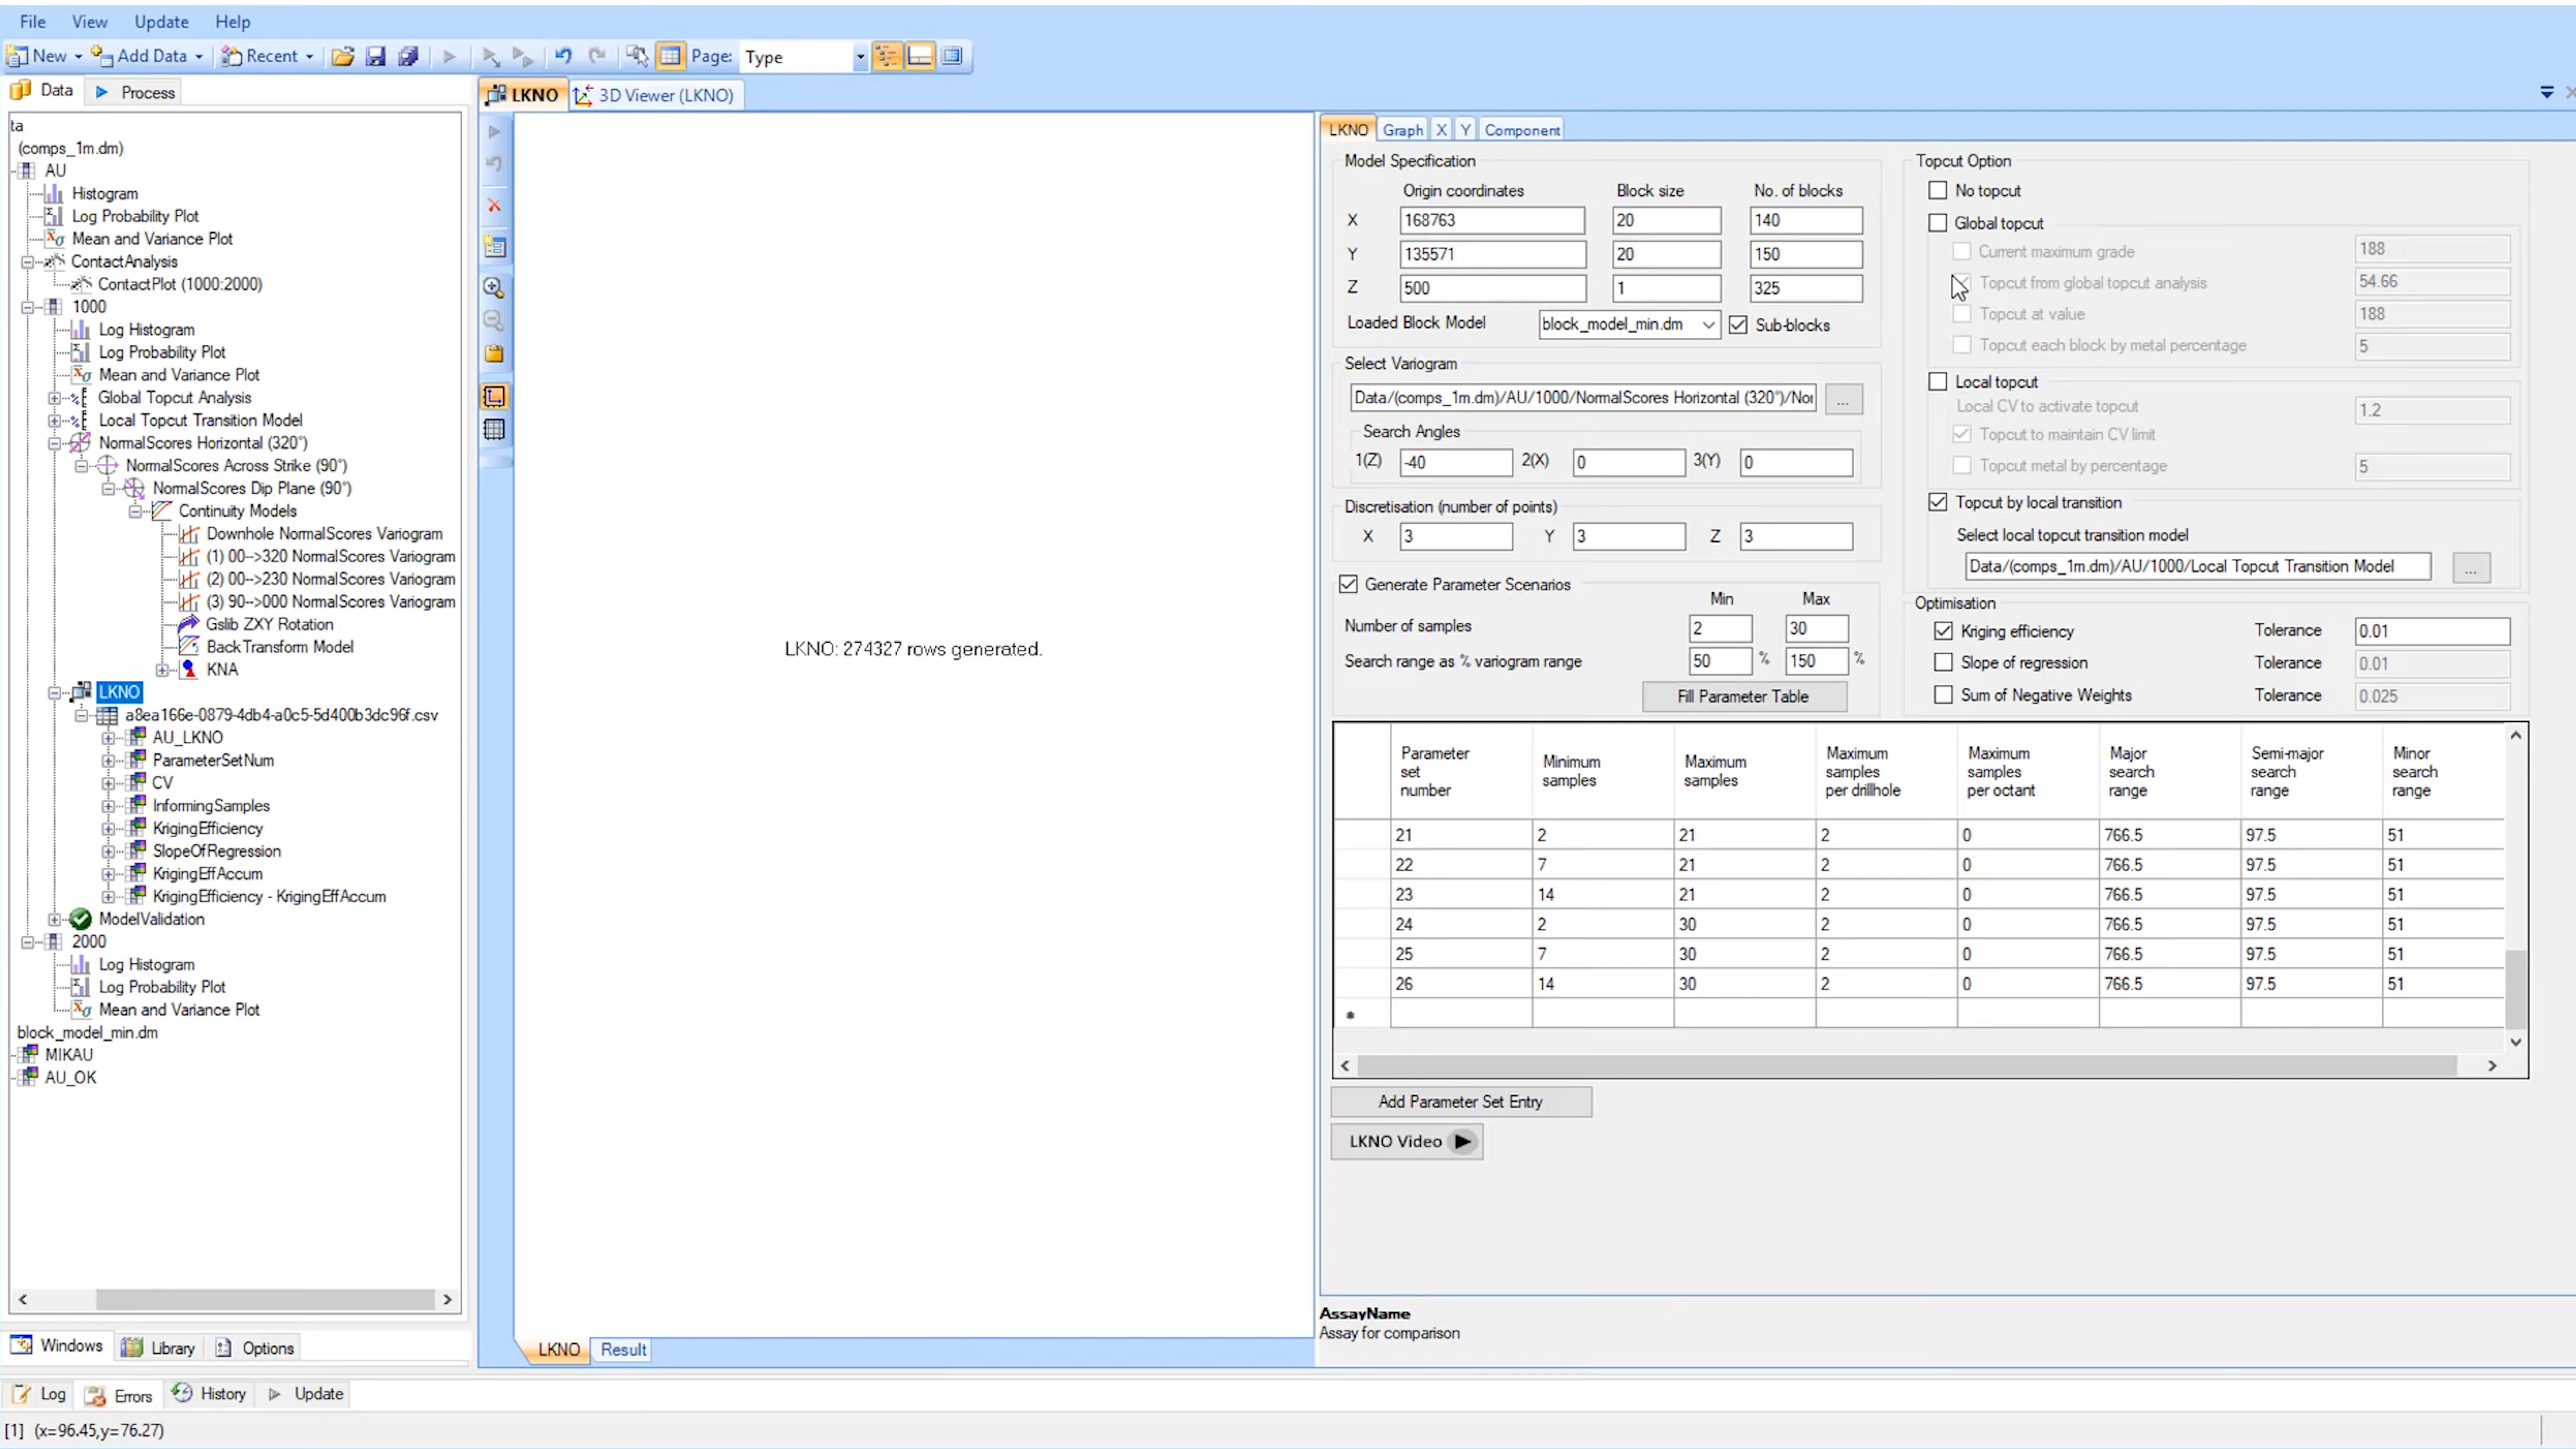 File View Update Help
New Add Data Recent Page: Type
Data Process
ta
(comps_1m.dm)
AU
Histogram
Log Probability Plot
Mean and Variance Plot
ContactAnalysis
ContactPlot (1000:2000)
1000
Log Histogram
Log Probability Plot
Mean and Variance Plot
Global Topcut Analysis
Local Topcut Transition Model
NormalScores Horizontal (320°)
NormalScores Across Strike (90°)
NormalScores Dip Plane (90°)
Continuity Models
Downhole NormalScores Variogram
(1) 00-->320 NormalScores Variogram
(2) 00-->230 NormalScores Variogram
(3) 90-->000 NormalScores Variogram
Gslib ZXY Rotation
BackTransform Model
KNA
LKNO
a8ea166e-0879-4db4-a0c5-5d400b3dc96f.csv
AU_LKNO
ParameterSetNum
CV
InformingSamples
KrigingEfficiency
SlopeOfRegression
KrigingEffAccum
KrigingEfficiency - KrigingEffAccum
ModelValidation
2000
Log Histogram
Log Probability Plot
Mean and Variance Plot
block_model_min.dm
MIKAU
AU_OK
Windows Library Options
LKNO 3D Viewer (LKNO)
LKNO: 274327 rows generated.
LKNO Result
LKNO Graph X Y Component
Model Specification
Origin coordinates Block size No. of blocks
X 168763 20 140
Y 135571 20 150
Z 500 1 325
Loaded Block Model block_model_min.dm Sub-blocks
Select Variogram
Data/(comps_1m.dm)/AU/1000/NormalScores Horizontal (320°)/Nor ...
Search Angles
1(Z) -40 2(X) 0 3(Y) 0
Discretisation (number of points)
X 3 Y 3 Z 3
Generate Parameter Scenarios
Min Max
Number of samples 2 30
Search range as % variogram range 50 % 150 %
Fill Parameter Table
Topcut Option
No topcut
Global topcut
Current maximum grade 188
Topcut from global topcut analysis 54.66
Topcut at value 188
Topcut each block by metal percentage 5
Local topcut
Local CV to activate topcut 1.2
Topcut to maintain CV limit
Topcut metal by percentage 5
Topcut by local transition
Select local topcut transition model
Data/(comps_1m.dm)/AU/1000/Local Topcut Transition Model ...
Optimisation
Kriging efficiency Tolerance 0.01
Slope of regression Tolerance 0.01
Sum of Negative Weights Tolerance 0.025
Parameter set number Minimum samples Maximum samples Maximum samples per drillhole Maximum samples per octant Major search range Semi-major search range Minor search range
21 2 21 2 0 766.5 97.5 51
22 7 21 2 0 766.5 97.5 51
23 14 21 2 0 766.5 97.5 51
24 2 30 2 0 766.5 97.5 51
25 7 30 2 0 766.5 97.5 51
26 14 30 2 0 766.5 97.5 51
Add Parameter Set Entry
LKNO Video
AssayName
Assay for comparison
Log Errors History Update
[1] (x=96.45,y=76.27)